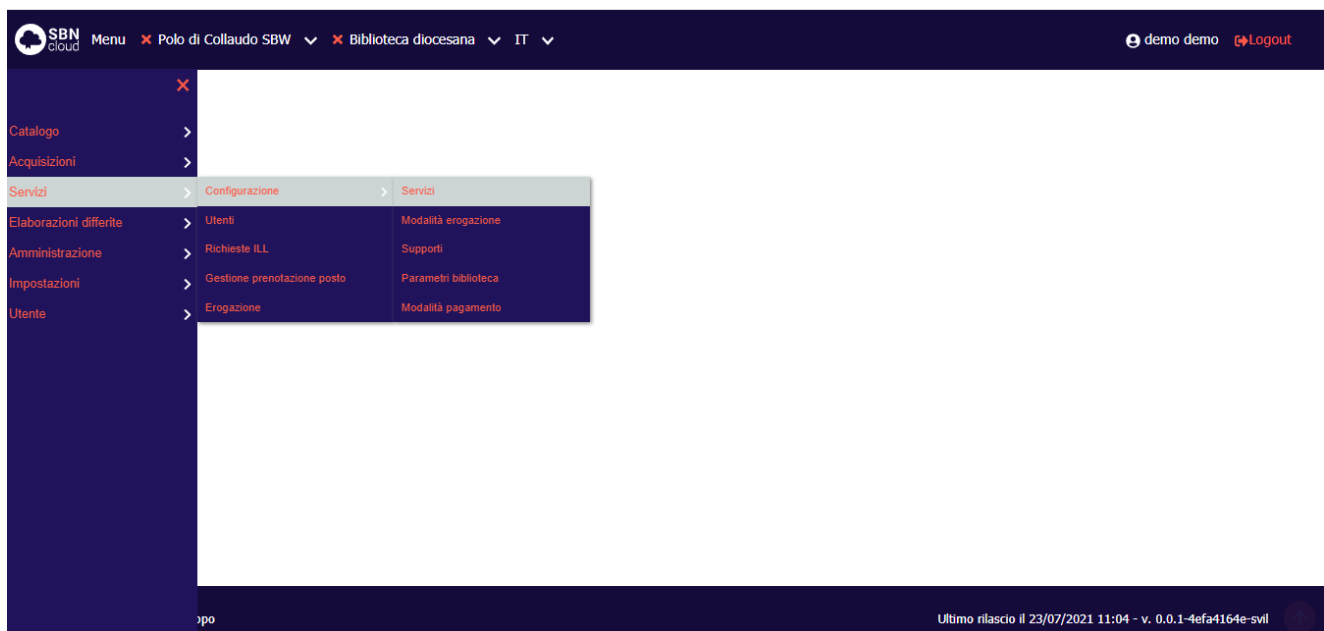 SBN
cloud
Menu Polo di Collaudo SBW Biblioteca diocesana IT demo demo Logout
Catalogo
Acquisizioni
Servizi Configurazione Servizi
Elaborazioni differite Utenti Modalità erogazione
Amministrazione Richieste ILL Supporti
Impostazioni Gestione prenotazione posto Parametri biblioteca
Utente Erogazione Modalità pagamento
ppo Ultimo rilascio il 23/07/2021 11:04 - v. 0.0.1-4efa4164e-svil